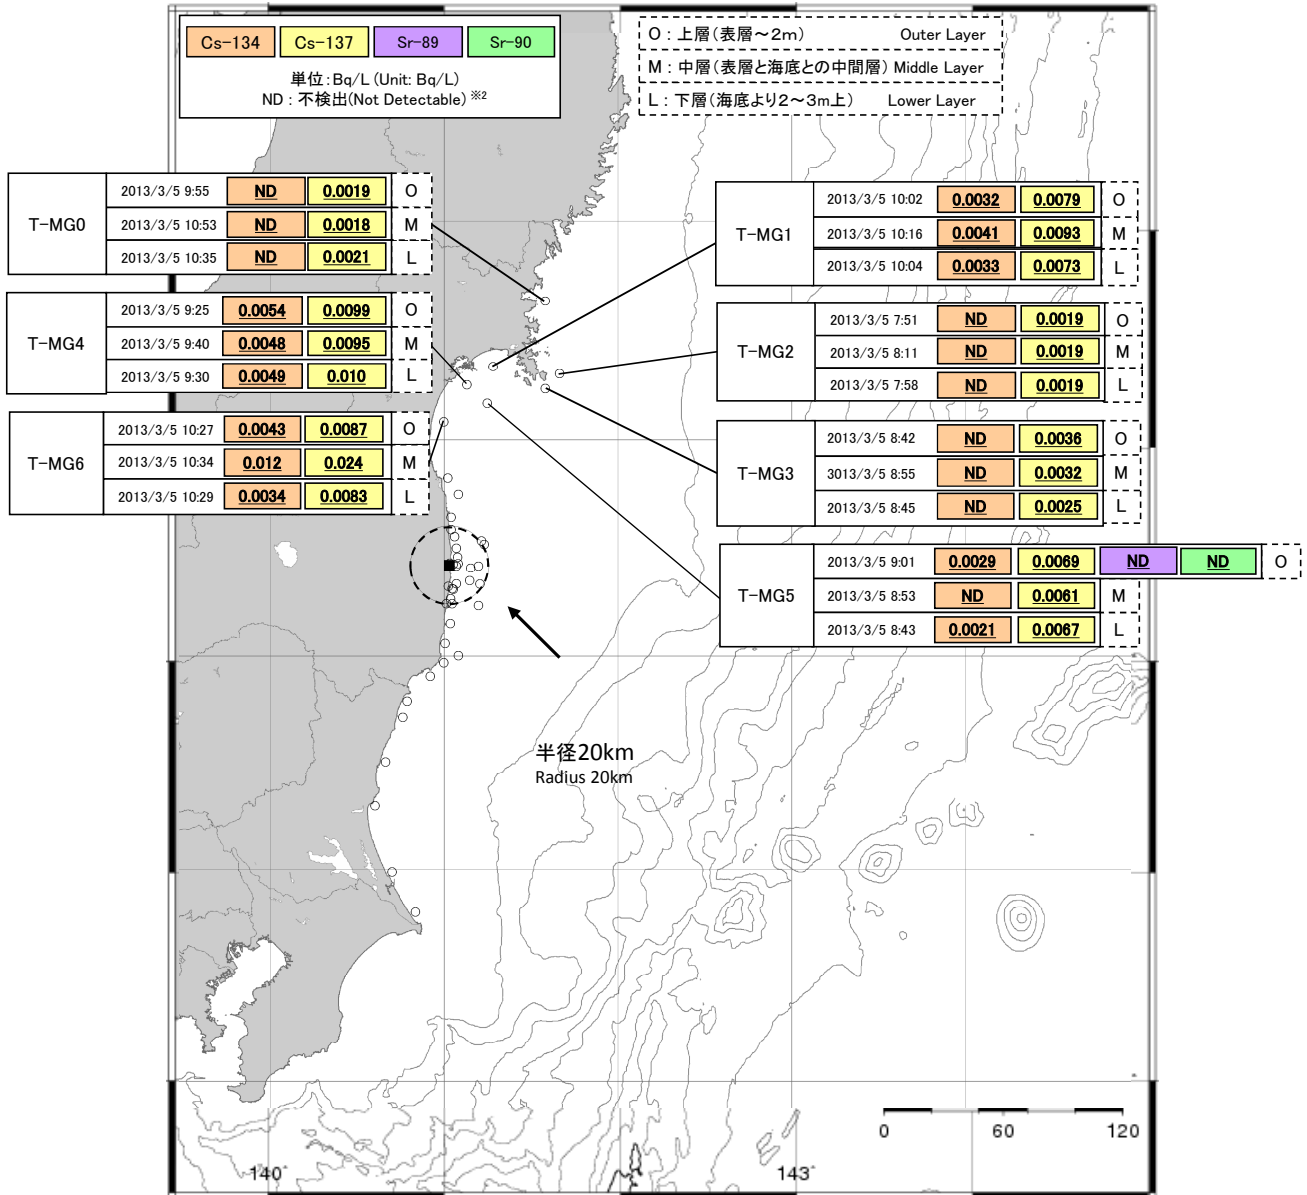 Cs-134 Cs-137 Sr-89 Sr-90
単位:Bq/L (Unit: Bq/L)
ND : 不検出(Not Detectable) ※2
O : 上層(表層～2m) Outer Layer
M : 中層(表層と海底との中間層) Middle Layer
L : 下層(海底より2～3m上) Lower Layer
T-MG0
2013/3/5 9:55 ND 0.0019 O
2013/3/5 10:53 ND 0.0018 M
2013/3/5 10:35 ND 0.0021 L
T-MG4
2013/3/5 9:25 0.0054 0.0099 O
2013/3/5 9:40 0.0048 0.0095 M
2013/3/5 9:30 0.0049 0.010 L
T-MG6
2013/3/5 10:27 0.0043 0.0087 O
2013/3/5 10:34 0.012 0.024 M
2013/3/5 10:29 0.0034 0.0083 L
T-MG1
2013/3/5 10:02 0.0032 0.0079 O
2013/3/5 10:16 0.0041 0.0093 M
2013/3/5 10:04 0.0033 0.0073 L
T-MG2
2013/3/5 7:51 ND 0.0019 O
2013/3/5 8:11 ND 0.0019 M
2013/3/5 7:58 ND 0.0019 L
T-MG3
2013/3/5 8:42 ND 0.0036 O
3013/3/5 8:55 ND 0.0032 M
2013/3/5 8:45 ND 0.0025 L
T-MG5
2013/3/5 9:01 0.0029 0.0069 ND ND O
2013/3/5 8:53 ND 0.0061 M
2013/3/5 8:43 0.0021 0.0067 L
半径20km
Radius 20km
0 60 120
140° 143°